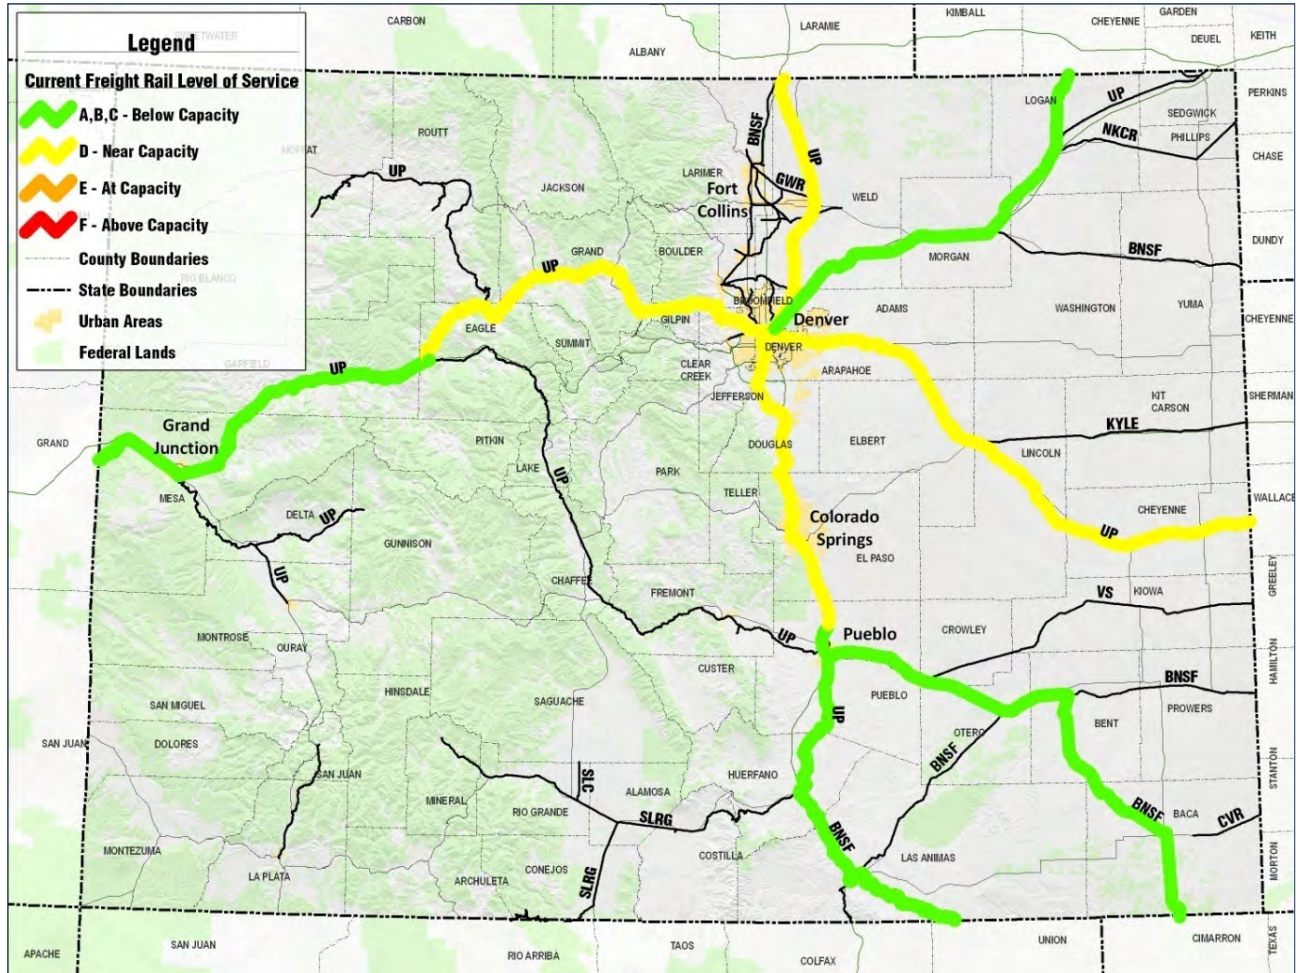 Legend
Current Freight Rail Level of Service
A,B,C - Below Capacity
D - Near Capacity
E - At Capacity
F - Above Capacity
County Boundaries
State Boundaries
Urban Areas
Federal Lands
CARBON
SWEETWATER
ALBANY
LARAMIE
KIMBALL
CHEYENNE
GARDEN
DEUEL
KEITH
PERKINS
CHASE
DUNDY
CHEYENNE
SHERMAN
WALLACE
GREELEY
HAMILTON
STANTON
MORTON
TEXAS
CIMARRON
UNION
COLFAX
TAOS
RIO ARRIBA
SAN JUAN
APACHE
SAN JUAN
GRAND
MOFFAT
ROUTT
JACKSON
LARIMER
WELD
LOGAN
SEDGWICK
PHILLIPS
RIO BLANCO
GRAND
BOULDER
BROOMFIELD
MORGAN
ADAMS
WASHINGTON
YUMA
GARFIELD
EAGLE
SUMMIT
GILPIN
CLEAR
CREEK
DENVER
JEFFERSON
ARAPAHOE
DOUGLAS
ELBERT
KIT
CARSON
LINCOLN
CHEYENNE
MESA
PITKIN
LAKE
PARK
TELLER
EL PASO
DELTA
GUNNISON
CHAFFEE
FREMONT
CROWLEY
KIOWA
MONTROSE
OURAY
SAN MIGUEL
DOLORES
HINSDALE
SAGUACHE
CUSTER
PUEBLO
OTERO
BENT
PROWERS
SAN JUAN
MINERAL
RIO GRANDE
ALAMOSA
HUERFANO
LAS ANIMAS
BACA
MONTEZUMA
LA PLATA
ARCHULETA
CONEJOS
COSTILLA
Fort
Collins
Denver
Grand
Junction
Colorado
Springs
Pueblo
UP
BNSF
GWR
UP
UP
NKCR
BNSF
UP
UP
UP
KYLE
UP
UP
UP
UP
VS
BNSF
UP
BNSF
BNSF
CVR
BNSF
SLC
SLRG
SLRG